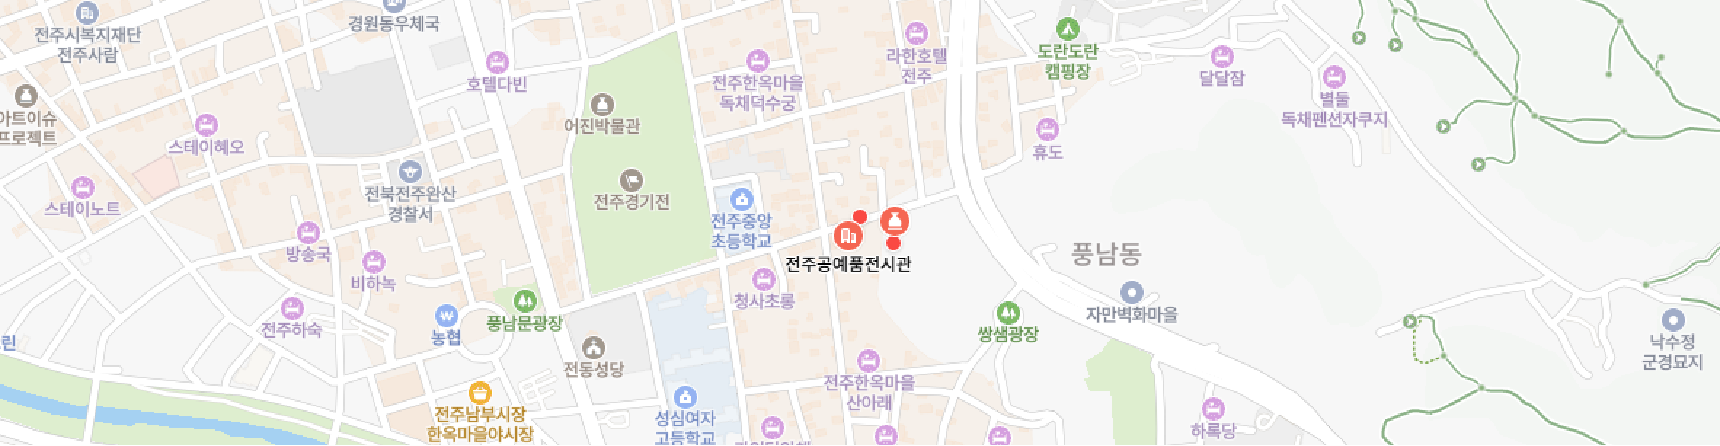 경원동우체국
전주시복지재단
전주사람
호텔다빈
라한호텔
전주
도란도란
캠핑장
달달잠
전주한옥마을
독채덕수궁
별둘
독채펜션자쿠지
아트이슈
프로젝트
어진박물관
스테이혜오
휴도
전북전주완산
경찰서
스테이노트
전주경기전
전주중앙
초등학교
방송국
비하녹
전주공예품전시관
풍남동
청사초롱
전주하숙
농협
풍남문광장
쌍샘광장
자만벽화마을
린
전동성당
낙수정
군경묘지
전주한옥마을
산아래
전주남부시장
한옥마을야시장
성심여자
고등학교
하록당